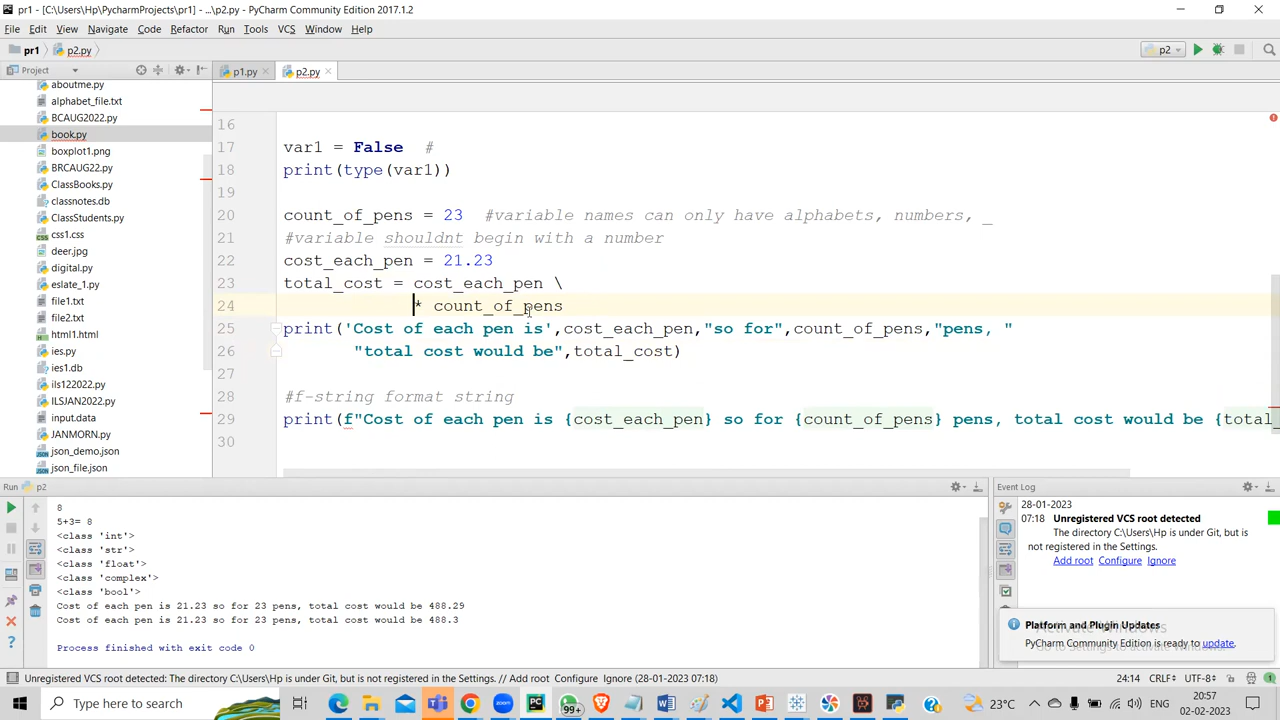 pr1 - [C:\Users\Hp\PycharmProjects\pr1] - ...\p2.py - PyCharm Community Edition 2017.1.2
File Edit View Navigate Code Refactor Run Tools VCS Window Help
pr1 p2.py
p2
Project
p1.py p2.py
aboutme.py
alphabet_file.txt
BCAUG2022.py
book.py
boxplot1.png
BRCAUG22.py
ClassBooks.py
classnotes.db
ClassStudents.py
css1.css
deer.jpg
digital.py
eslate_1.py
file1.txt
file2.txt
html1.html
ies.py
ies1.db
ils122022.py
ILSJAN2022.py
input.data
JANMORN.py
json_demo.json
json_file.json
16
17 var1 = False #
18 print(type(var1))
19
20 count_of_pens = 23 #variable names can only have alphabets, numbers, _
21 #variable shouldnt begin with a number
22 cost_each_pen = 21.23
23 total_cost = cost_each_pen \
24 * count_of_pens
25 print('Cost of each pen is',cost_each_pen,"so for",count_of_pens,"pens, "
26 "total cost would be",total_cost)
27
28 #f-string format string
29 print(f"Cost of each pen is {cost_each_pen} so for {count_of_pens} pens, total cost would be {total_
30
Run p2
8
5+3= 8
<class 'int'>
<class 'str'>
<class 'float'>
<class 'complex'>
<class 'bool'>
Cost of each pen is 21.23 so for 23 pens, total cost would be 488.29
Cost of each pen is 21.23 so for 23 pens, total cost would be 488.3
Process finished with exit code 0
Event Log
28-01-2023
07:18 Unregistered VCS root detected
The directory C:\Users\Hp is under Git, but is
not registered in the Settings.
Add root Configure Ignore
Platform and Plugin Updates
PyCharm Community Edition is ready to update.
Activate Windows
Go to Settings to activate Windows.
Unregistered VCS root detected: The directory C:\Users\Hp is under Git, but is not registered in the Settings. // Add root Configure Ignore (28-01-2023 07:18)
24:14 CRLF÷ UTF-8÷
Type here to search
99+
23°C
20:57
02-02-2023